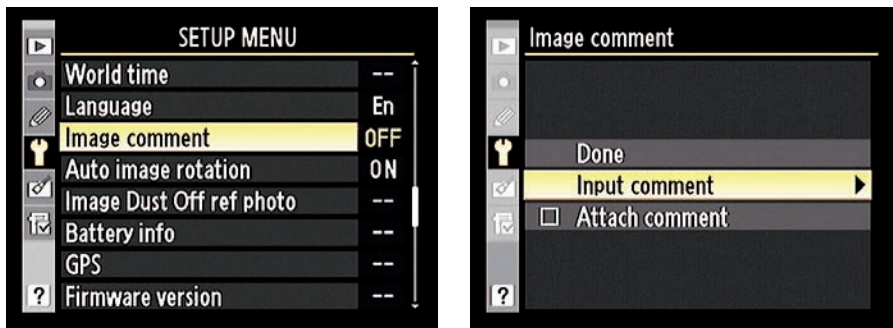 SETUP MENU
World time --
Language En
Image comment OFF
Auto image rotation ON
Image Dust Off ref photo --
Battery info --
GPS --
Firmware version --
?
Image comment
Done
Input comment
Attach comment
?